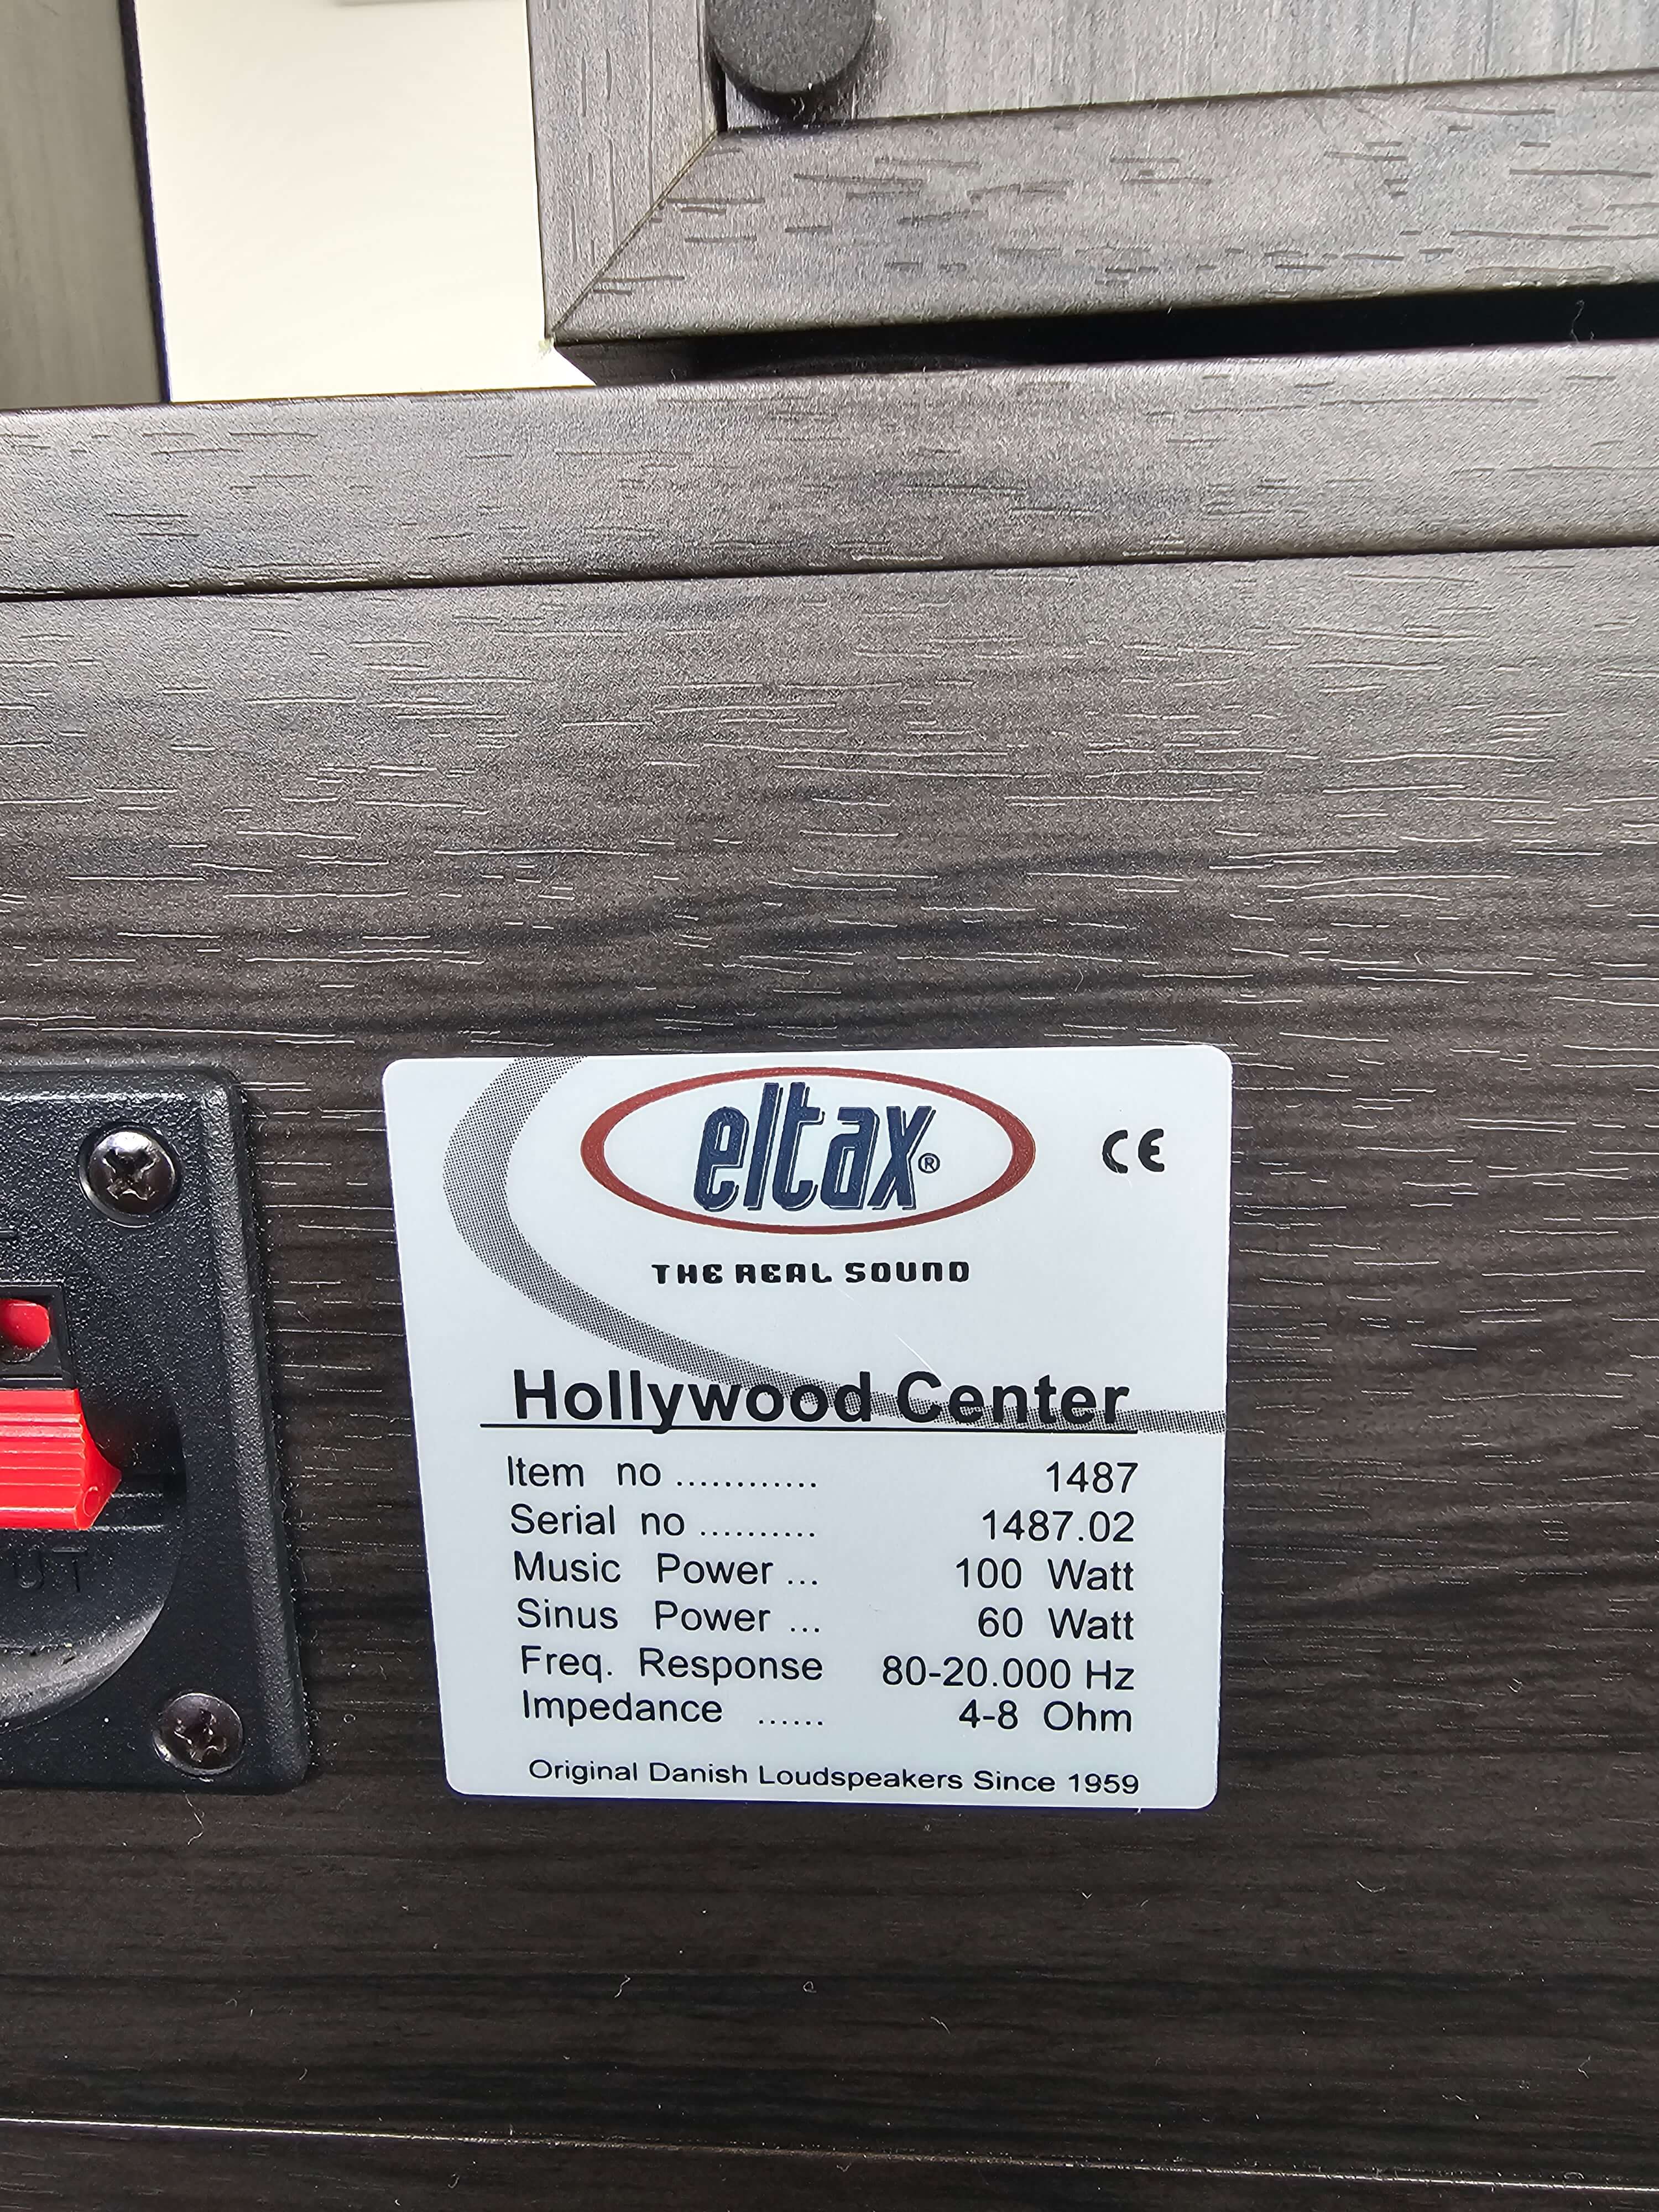 eltax®
CE
THE REAL SOUND
Hollywood Center
Item no ............ 1487
Serial no .......... 1487.02
Music Power ... 100 Watt
Sinus Power ... 60 Watt
Freq. Response 80-20.000 Hz
Impedance ...... 4-8 Ohm
Original Danish Loudspeakers Since 1959
UT